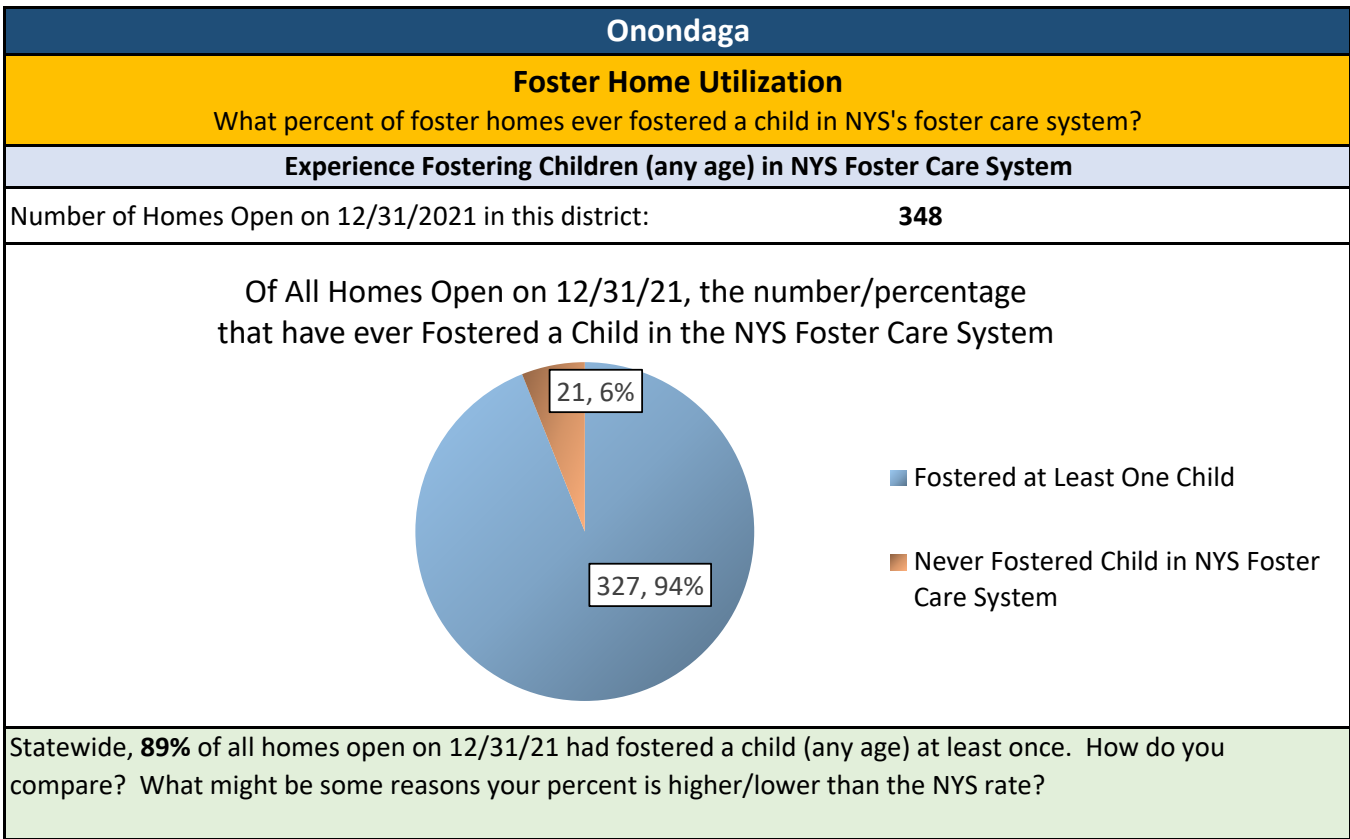 Onondaga
Foster Home Utilization
What percent of foster homes ever fostered a child in NYS's foster care system?
Experience Fostering Children (any age) in NYS Foster Care System
Number of Homes Open on 12/31/2021 in this district: 348
Of All Homes Open on 12/31/21, the number/percentage
that have ever Fostered a Child in the NYS Foster Care System
21, 6%
327, 94%
Fostered at Least One Child
Never Fostered Child in NYS Foster
Care System
Statewide, 89% of all homes open on 12/31/21 had fostered a child (any age) at least once.  How do you
compare?  What might be some reasons your percent is higher/lower than the NYS rate?